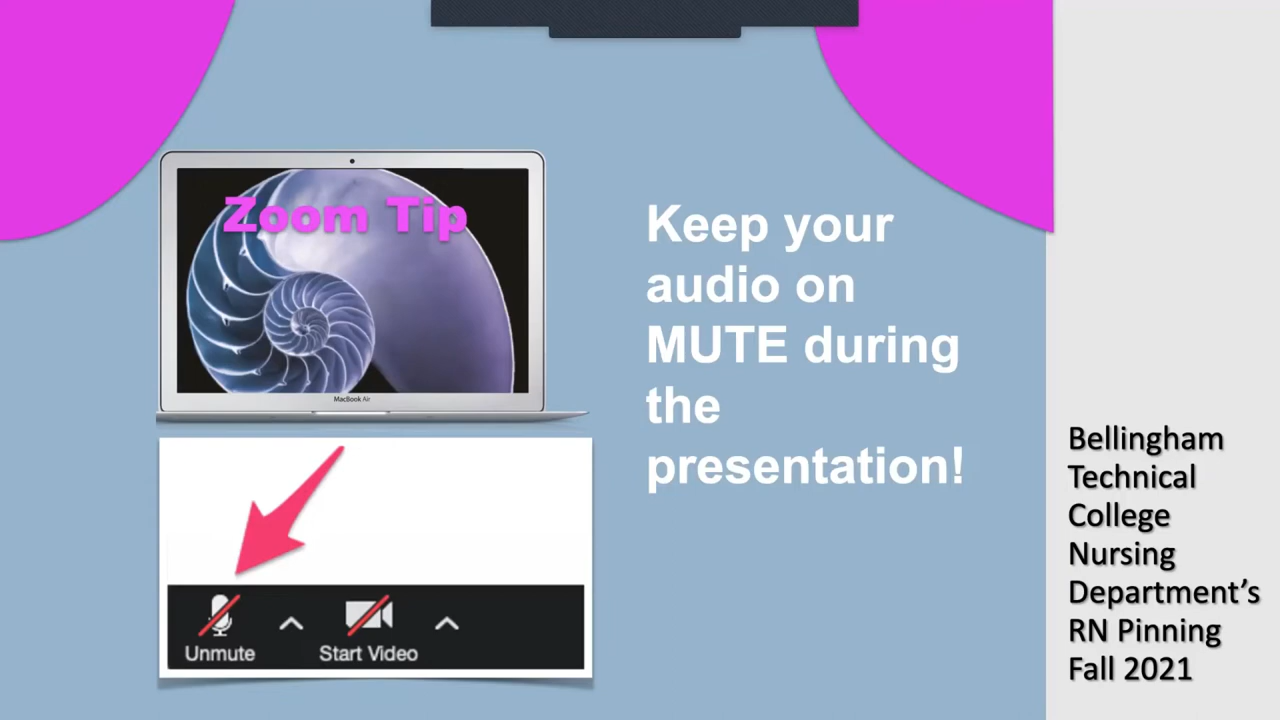 Zoom Tip
MacBook Air
Keep your
audio on
MUTE during
the
presentation!
Unmute
Start Video
Bellingham
Technical
College
Nursing
Department’s
RN Pinning
Fall 2021